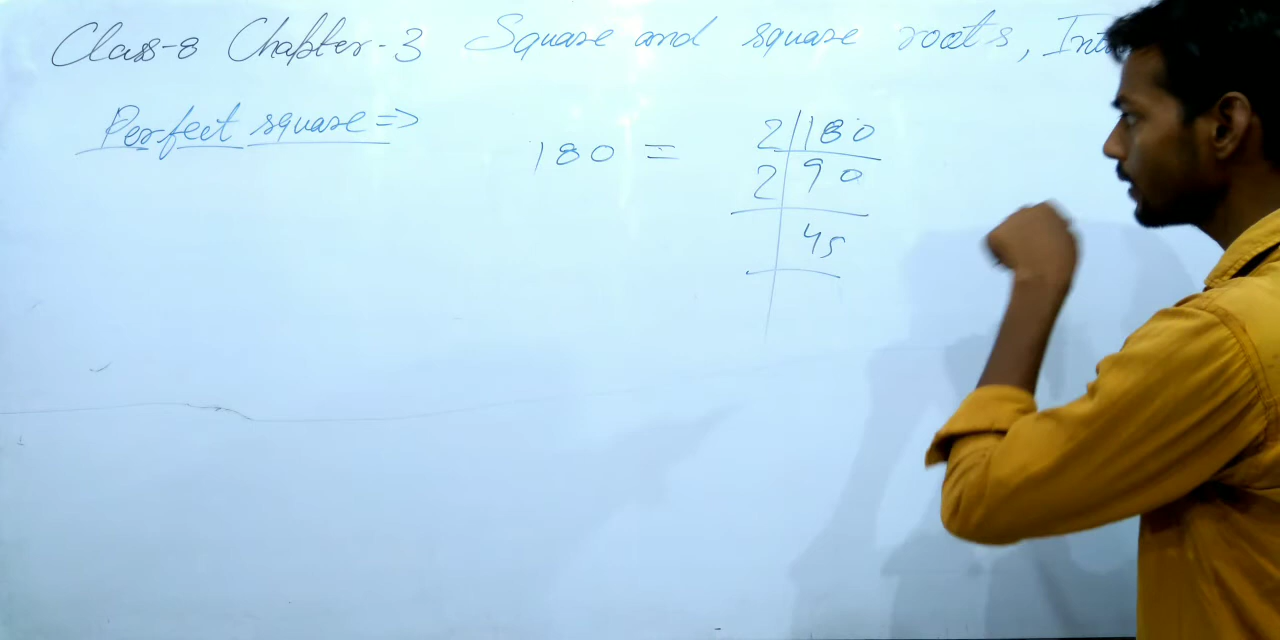 Class-8 Chapter-3 Square and square roots, Int
Perfect square =>
180 =
2 | 180
2 | 90
45